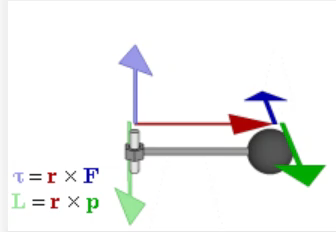 τ = r × F
L = r × p